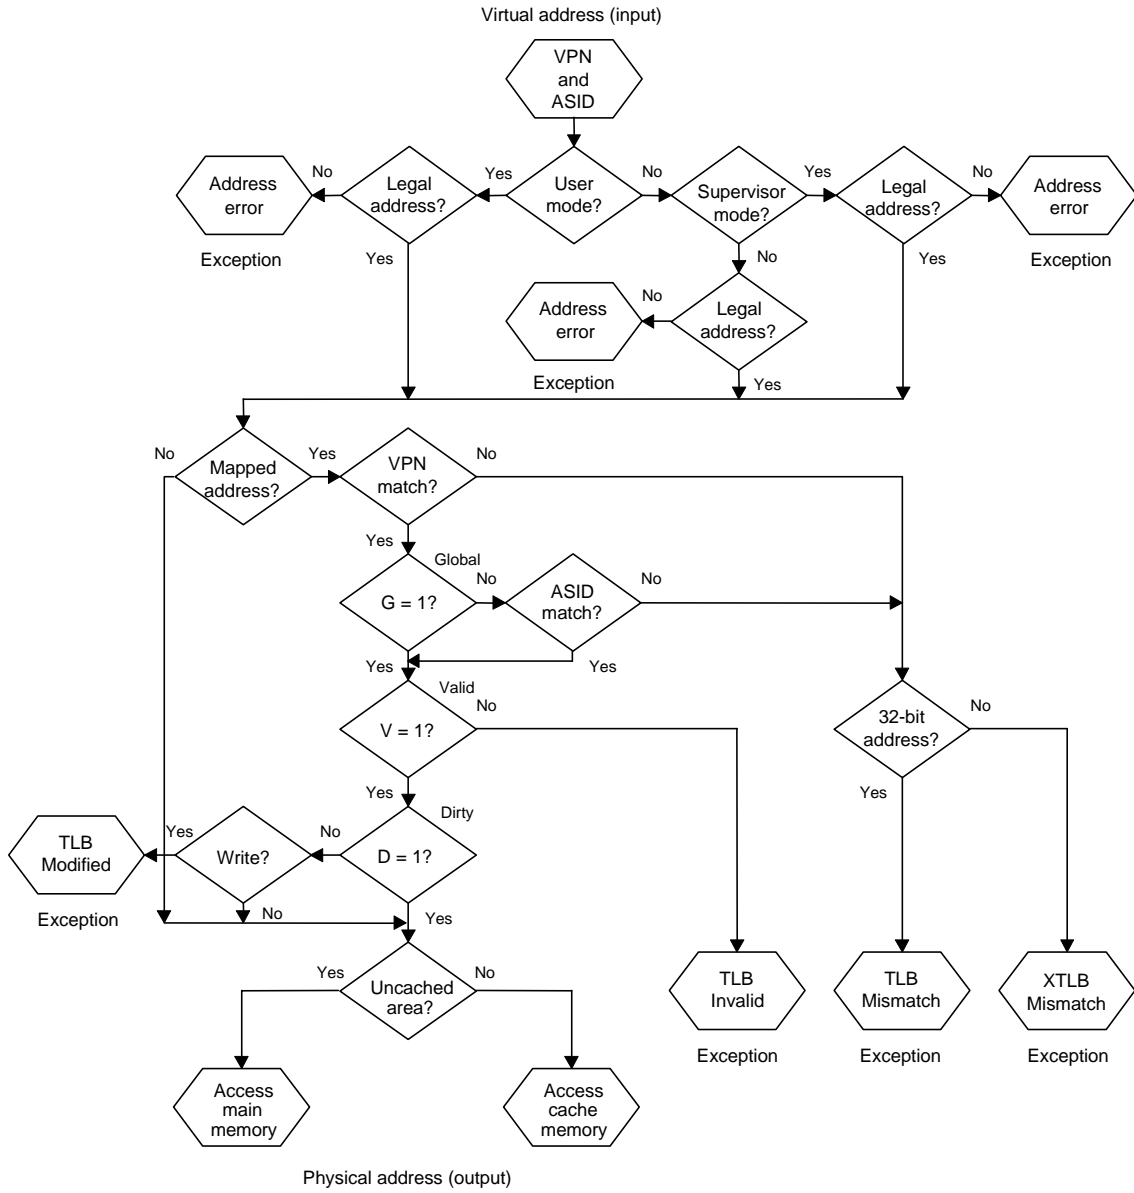 Virtual address (input)
VPN
and
ASID
No
Yes
No
Yes
No
Address
error
Legal
address?
User
mode?
Supervisor
mode?
Legal
address?
Address
error
Exception
Yes
No
Yes
Exception
No
Address
error
Legal
address?
Exception
Yes
No
Yes
No
Mapped
address?
VPN
match?
Yes
Global
No
No
G = 1?
ASID
match?
Yes
Yes
Valid
No
No
V = 1?
32-bit
address?
Yes
Yes
Dirty
Yes
No
TLB
Modified
Write?
D = 1?
Exception
No
Yes
Yes
No
Uncached
area?
TLB
Invalid
TLB
Mismatch
XTLB
Mismatch
Exception
Exception
Exception
Access
main
memory
Access
cache
memory
Physical address (output)